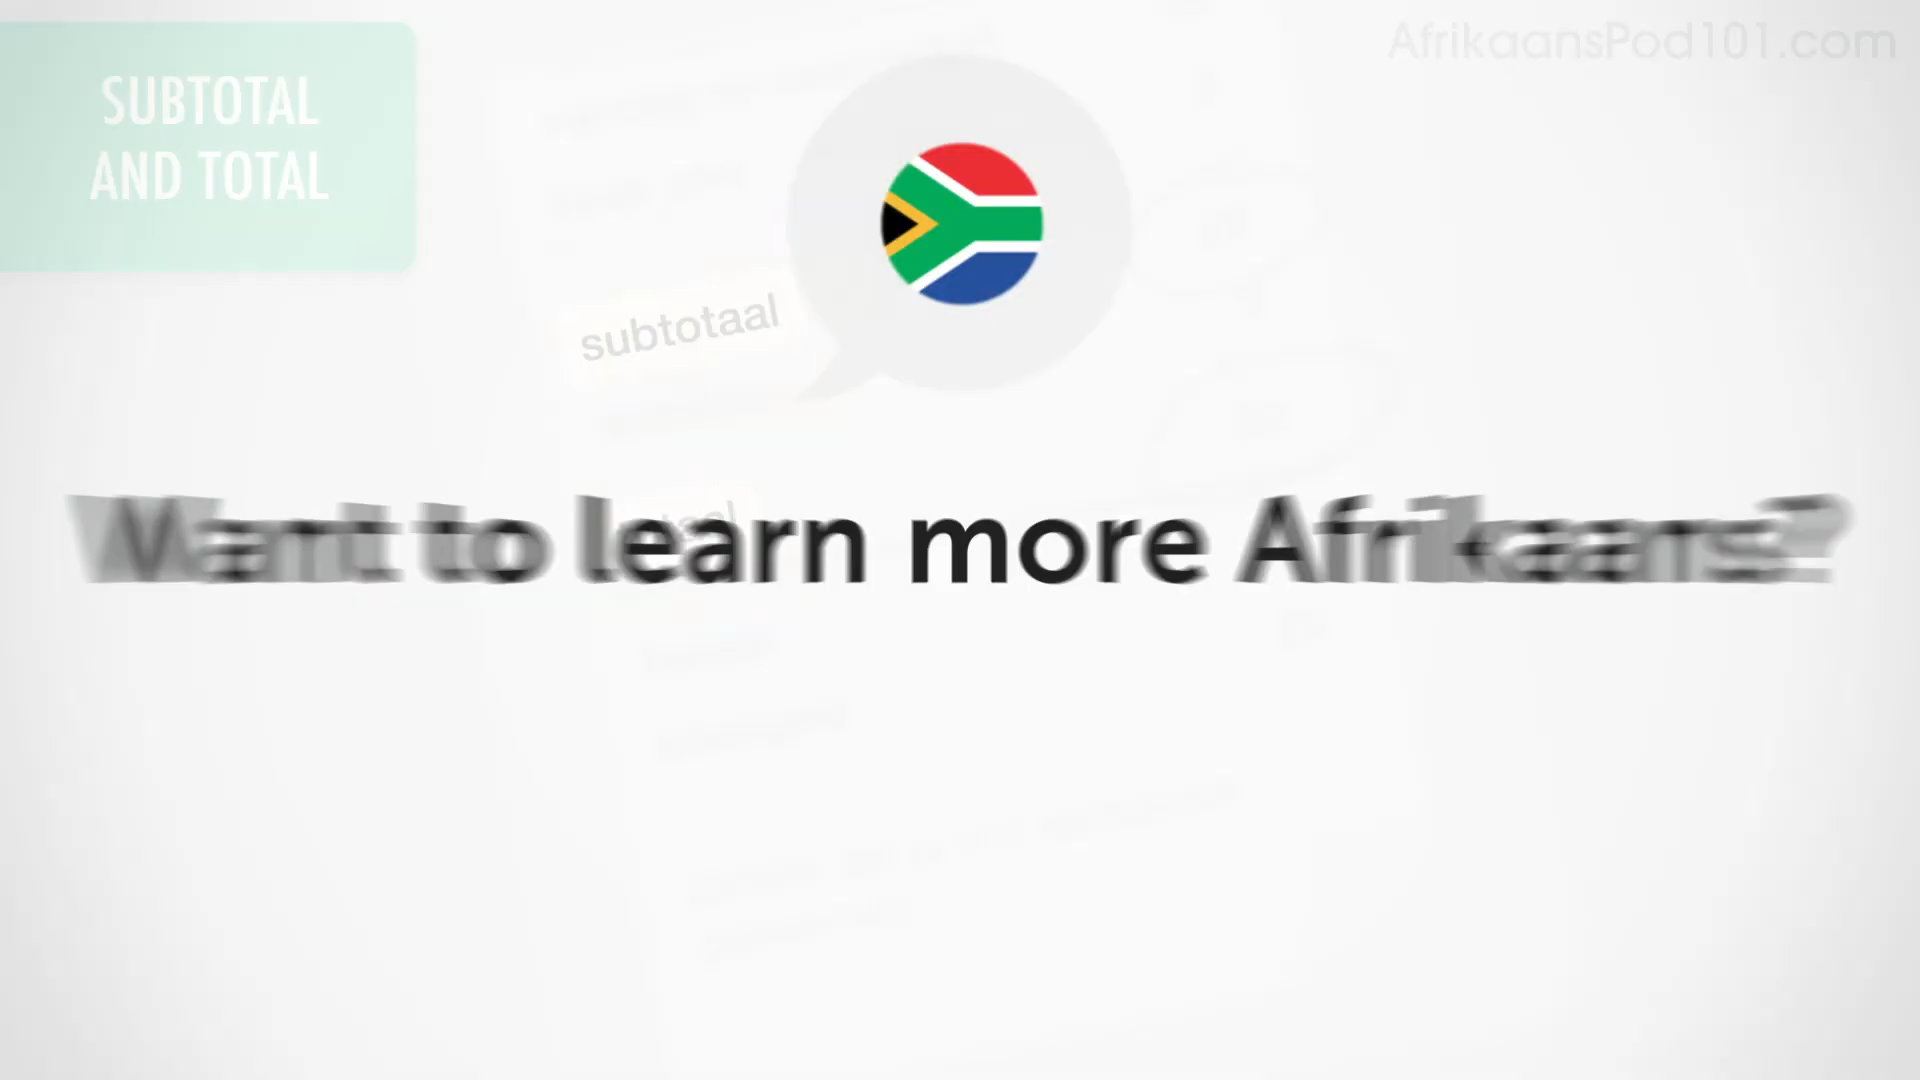 AfrikaansPod101.com
SUBTOTAL
AND TOTAL
subtotaal
Want to learn more Afrikaans?